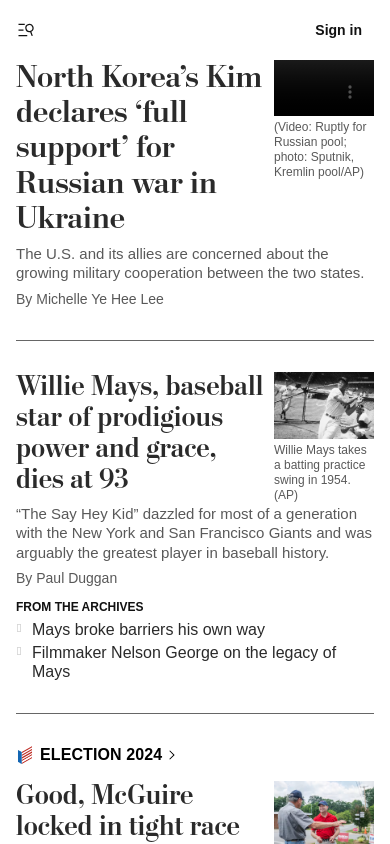 Sign in
North Korea’s Kim
declares ‘full
support’ for
Russian war in
Ukraine
(Video: Ruptly for
Russian pool;
photo: Sputnik,
Kremlin pool/AP)
The U.S. and its allies are concerned about the
growing military cooperation between the two states.
By Michelle Ye Hee Lee
Willie Mays, baseball
star of prodigious
power and grace,
dies at 93
Willie Mays takes
a batting practice
swing in 1954.
(AP)
“The Say Hey Kid” dazzled for most of a generation
with the New York and San Francisco Giants and was
arguably the greatest player in baseball history.
By Paul Duggan
FROM THE ARCHIVES
Mays broke barriers his own way
Filmmaker Nelson George on the legacy of
Mays
ELECTION 2024
Good, McGuire
locked in tight race